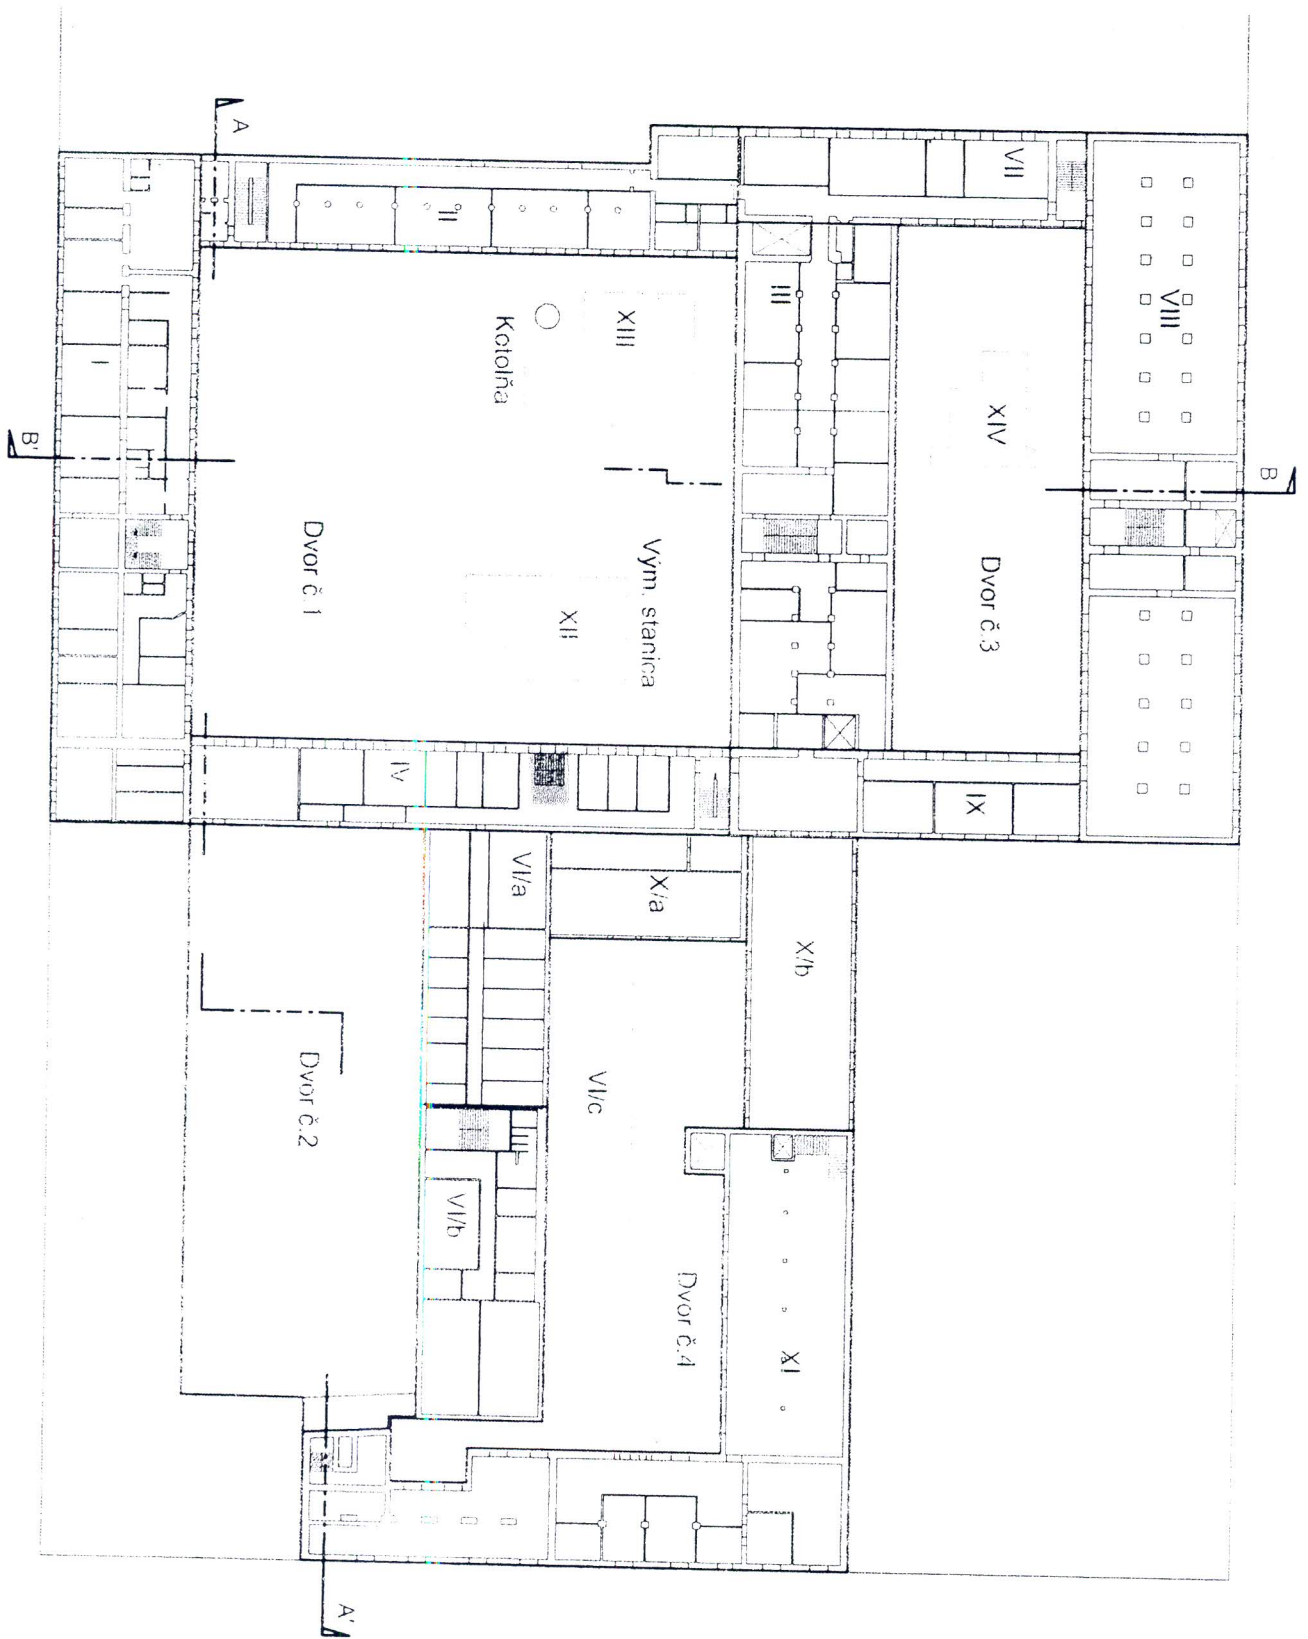 A
VII
II
III
VIII
XIII
Kotolňa
I
XIV
B'
B
Dvor č.1
XII
Vým. stanica
Dvor č.3
IV
IX
VI/a
X/a
X/b
Dvor č.2
VI/c
VI/b
Dvor č.4
XI
A'